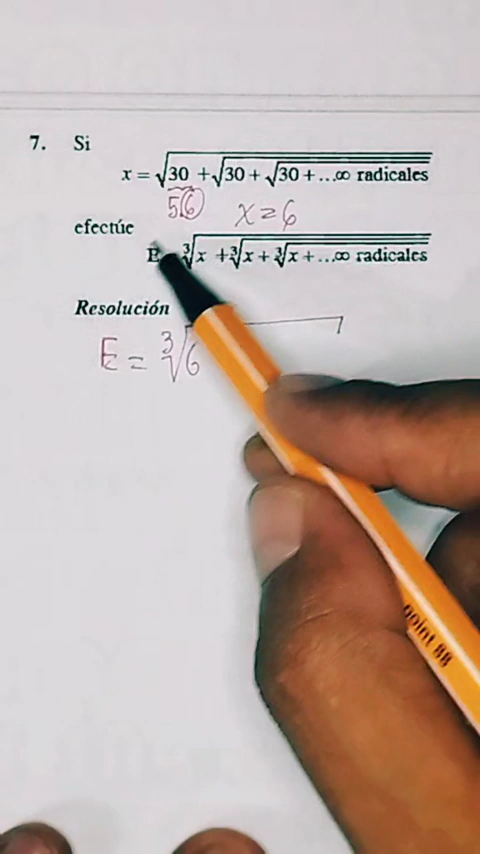 7. Si
x = √30 + √30 + √30 + ...∞ radicales
5(6) x = 6
efectúe
E = ∛x + ∛x + ∛x + ...∞ radicales
Resolución
E = ∛6
point 88